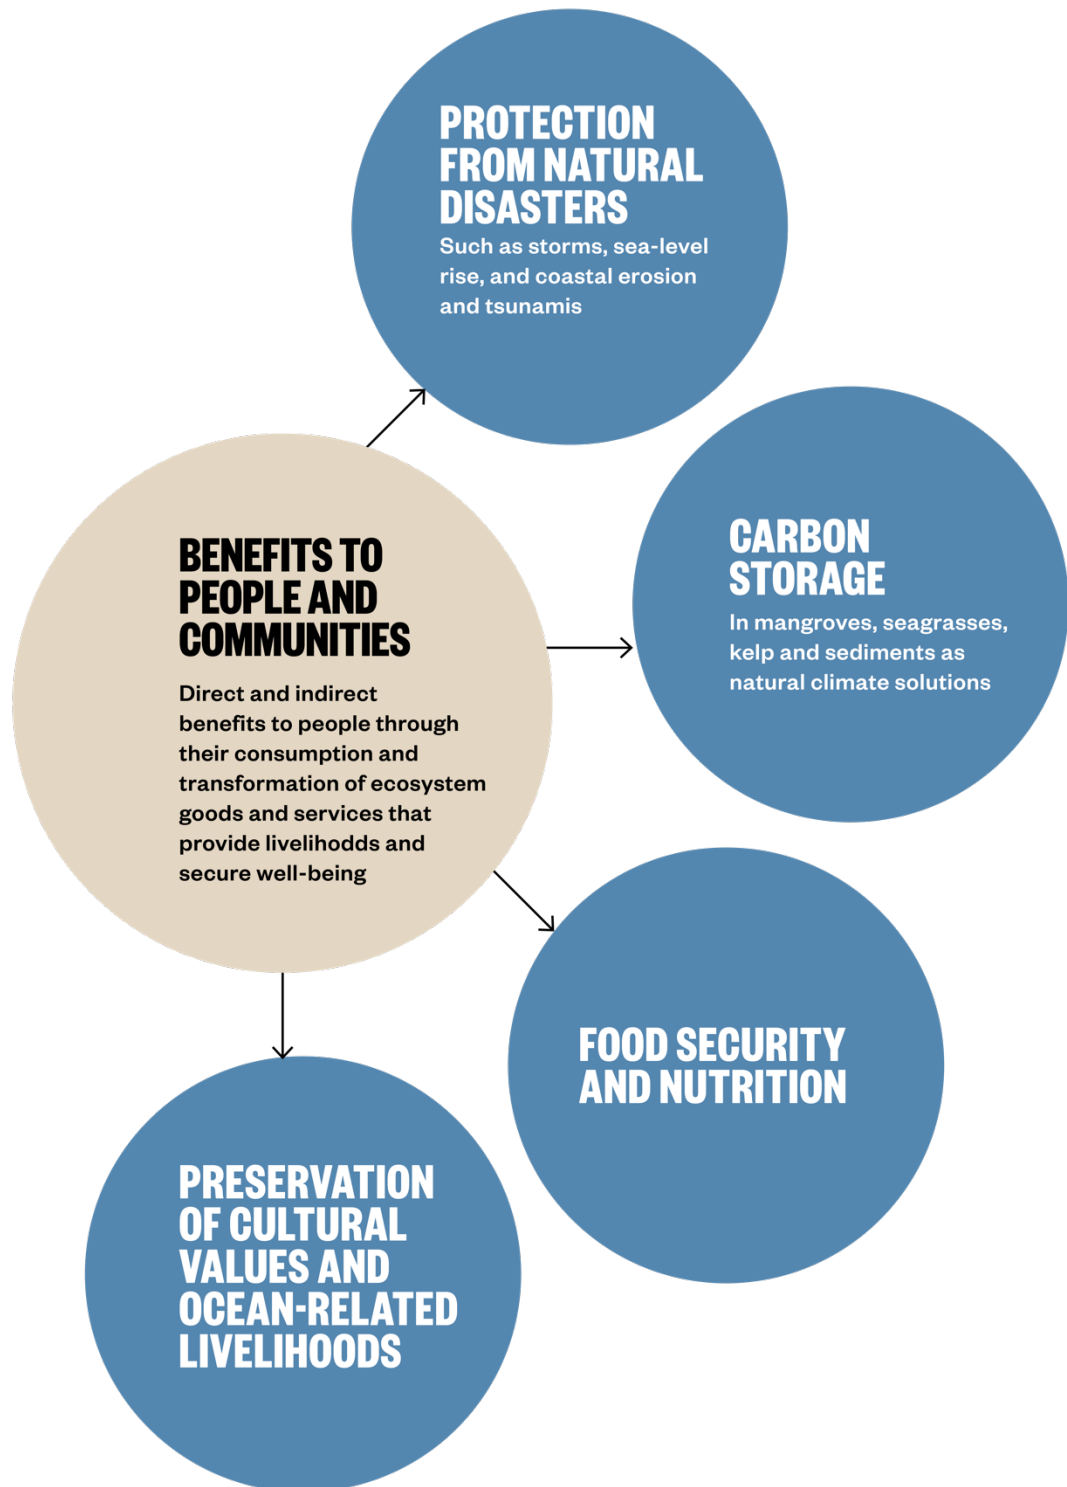 PROTECTION
FROM NATURAL
DISASTERS
Such as storms, sea-level
rise, and coastal erosion
and tsunamis
CARBON
STORAGE
In mangroves, seagrasses,
kelp and sediments as
natural climate solutions
BENEFITS TO
PEOPLE AND
COMMUNITIES
Direct and indirect
benefits to people through
their consumption and
transformation of ecosystem
goods and services that
provide livelihodds and
secure well-being
FOOD SECURITY
AND NUTRITION
PRESERVATION
OF CULTURAL
VALUES AND
OCEAN-RELATED
LIVELIHOODS